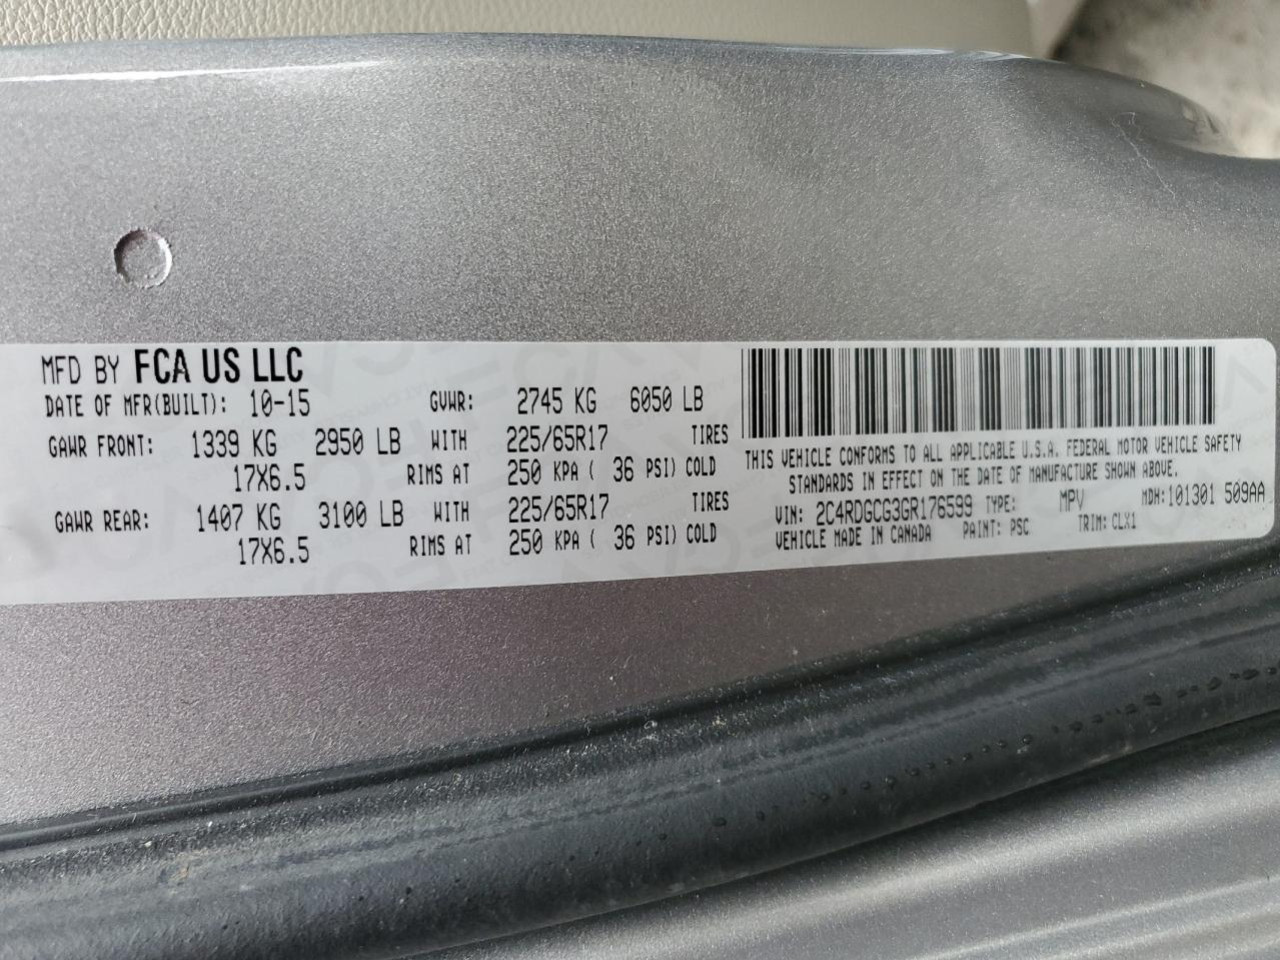 MFD BY FCA US LLC
DATE OF MFR(BUILT): 10-15 GVWR: 2745 KG 6050 LB
GAWR FRONT: 1339 KG 2950 LB WITH 225/65R17 TIRES
17X6.5 RIMS AT 250 KPA ( 36 PSI) COLD
GAWR REAR: 1407 KG 3100 LB WITH 225/65R17 TIRES
17X6.5 RIMS AT 250 KPA ( 36 PSI) COLD
THIS VEHICLE CONFORMS TO ALL APPLICABLE U.S.A. FEDERAL MOTOR VEHICLE SAFETY
STANDARDS IN EFFECT ON THE DATE OF MANUFACTURE SHOWN ABOVE.
VIN: 2C4RDGCG3GR176599 TYPE: MPV MDH:101301 509AA
VEHICLE MADE IN CANADA PAINT: PSC TRIM: CLX1